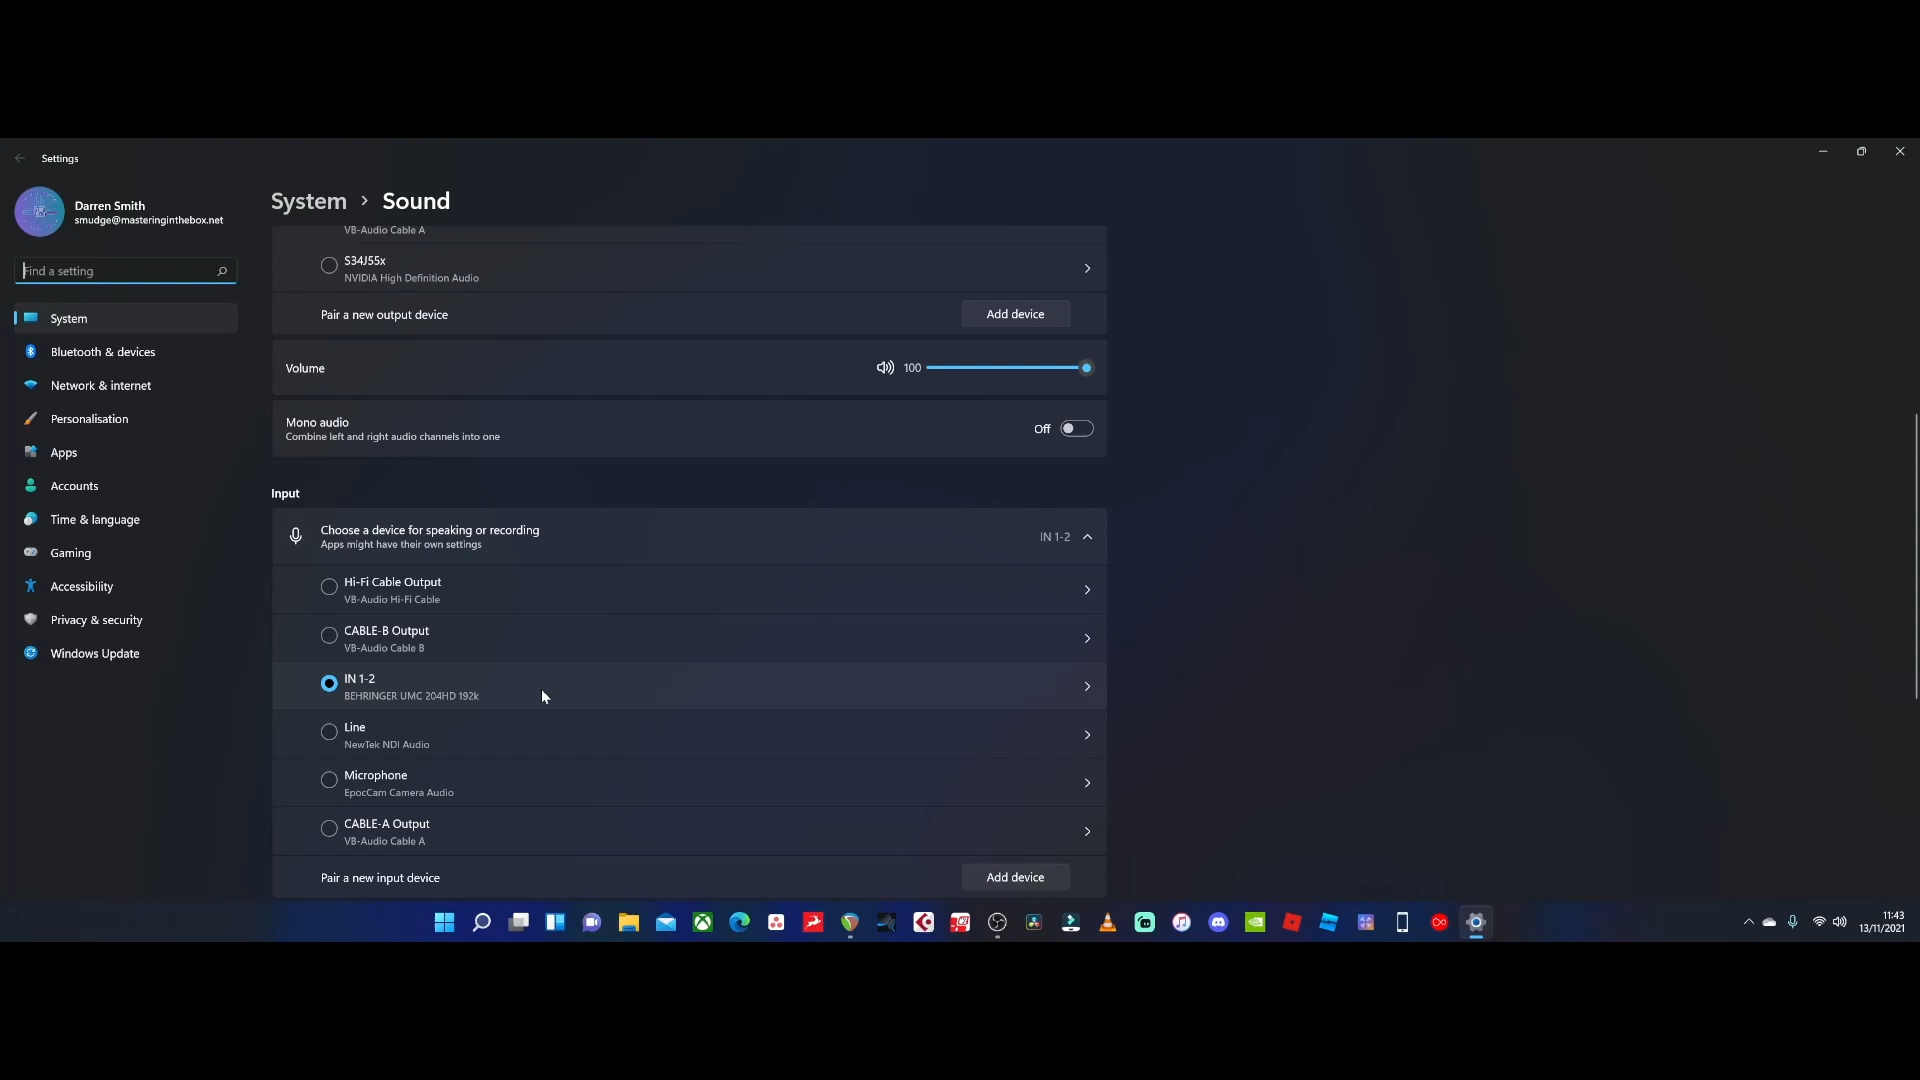 Settings
Darren Smith
smudge@masteringinthebox.net
Find a setting
System
Bluetooth & devices
Network & internet
Personalisation
Apps
Accounts
Time & language
Gaming
Accessibility
Privacy & security
Windows Update
System › Sound
VB-Audio Cable A
S34J55x
NVIDIA High Definition Audio
Pair a new output device Add device
Volume 100
Mono audio
Combine left and right audio channels into one
Off
Input
Choose a device for speaking or recording
Apps might have their own settings
IN 1-2
Hi-Fi Cable Output
VB-Audio Hi-Fi Cable
CABLE-B Output
VB-Audio Cable B
IN 1-2
BEHRINGER UMC 204HD 192k
Line
NewTek NDI Audio
Microphone
EpocCam Camera Audio
CABLE-A Output
VB-Audio Cable A
Pair a new input device Add device
11:43
13/11/2021